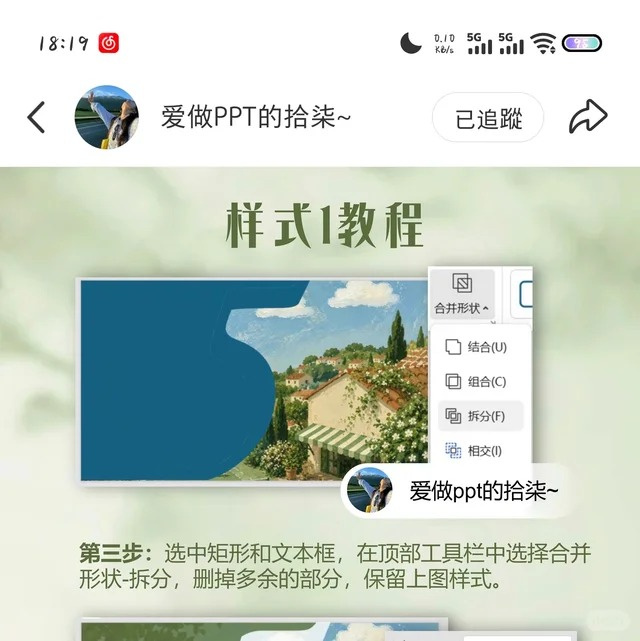 18:19
0.10
KB/s
5G
5G
爱做PPT的拾柒~
已追蹤
样式1教程
合并形状
结合(U)
组合(C)
拆分(F)
相交(I)
爱做ppt的拾柒~
第三步：选中矩形和文本框，在顶部工具栏中选择合并
形状-拆分，删掉多余的部分，保留上图样式。